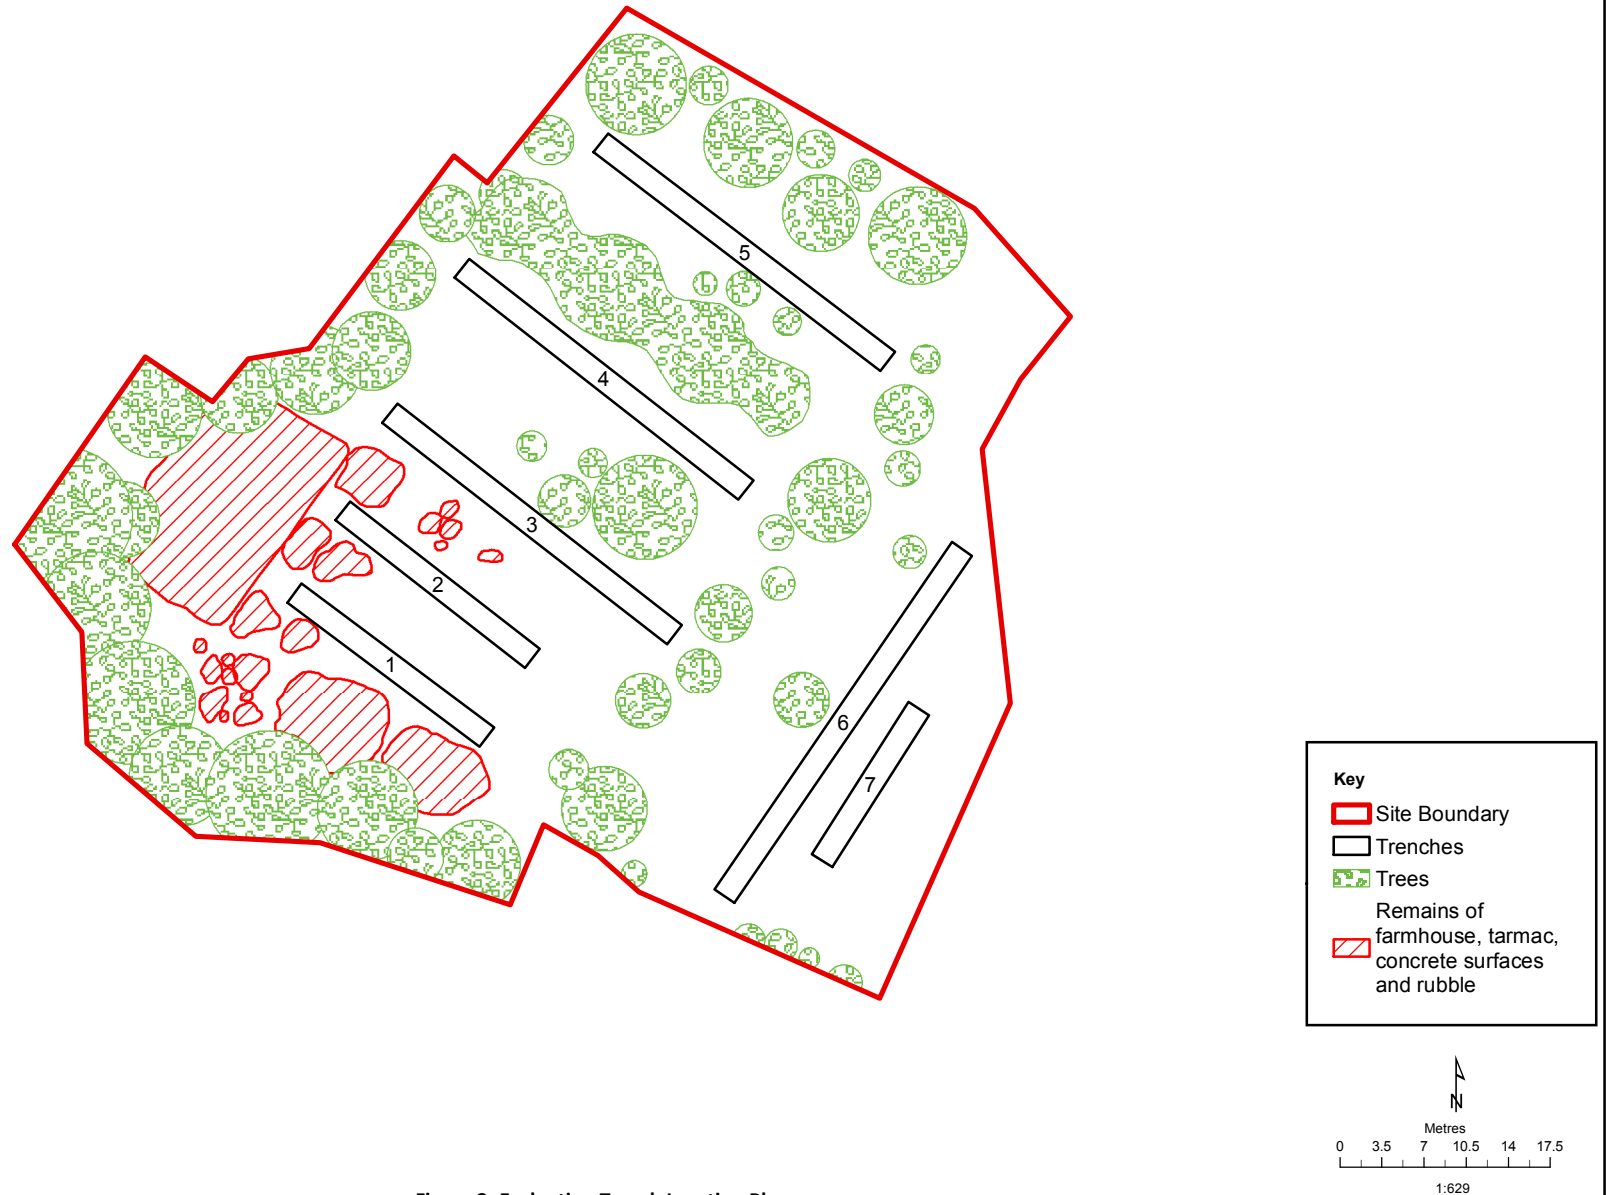 5
4
3
2
1
6
7
Key
Site Boundary
Trenches
Trees
Remains of
farmhouse, tarmac,
concrete surfaces
and rubble
N
Metres
0 3.5 7 10.5 14 17.5
1:629